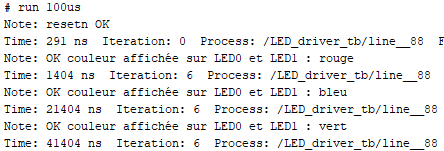 # run 100us
Note: resetn OK
Time: 291 ns  Iteration: 0  Process: /LED_driver_tb/line__88  F
Note: OK couleur affichée sur LED0 et LED1 : rouge
Time: 1404 ns  Iteration: 6  Process: /LED_driver_tb/line__88
Note: OK couleur affichée sur LED0 et LED1 : bleu
Time: 21404 ns  Iteration: 6  Process: /LED_driver_tb/line__88
Note: OK couleur affichée sur LED0 et LED1 : vert
Time: 41404 ns  Iteration: 6  Process: /LED_driver_tb/line__88